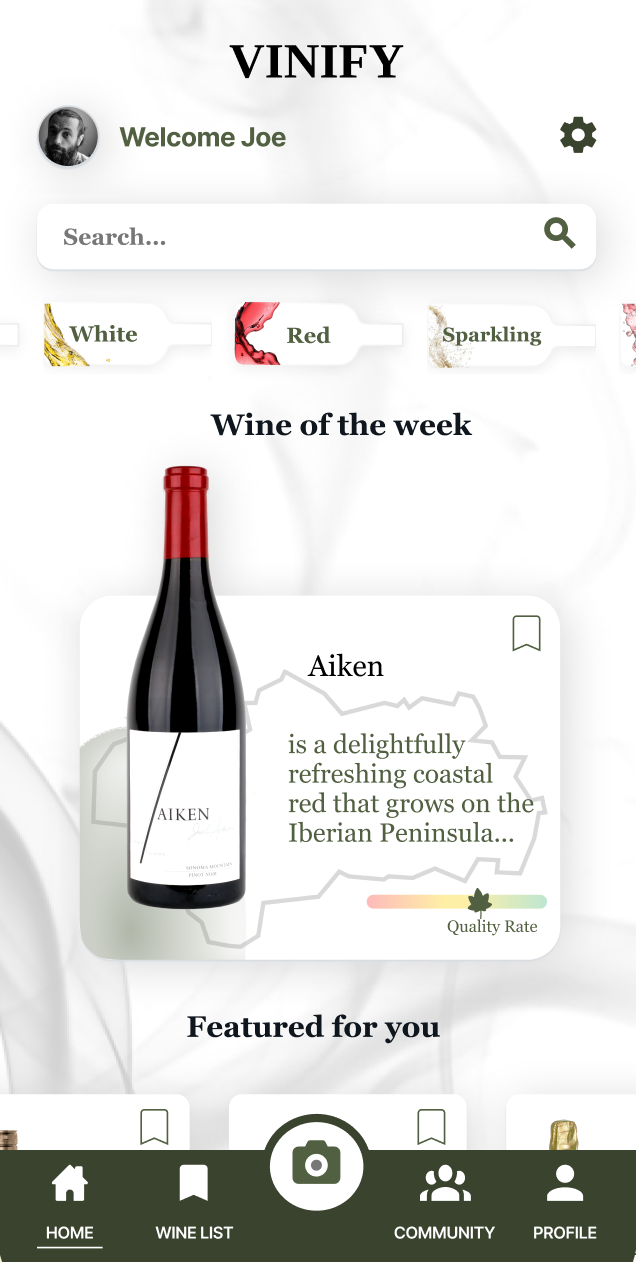 VINIFY
Welcome Joe
Search...
White
Red
Sparkling
Wine of the week
Aiken
is a delightfully
refreshing coastal
red that grows on the
Iberian Peninsula...
AIKEN
SONOMA MOUNTAIN
PINOT NOIR
Quality Rate
Featured for you
HOME
WINE LIST
COMMUNITY
PROFILE